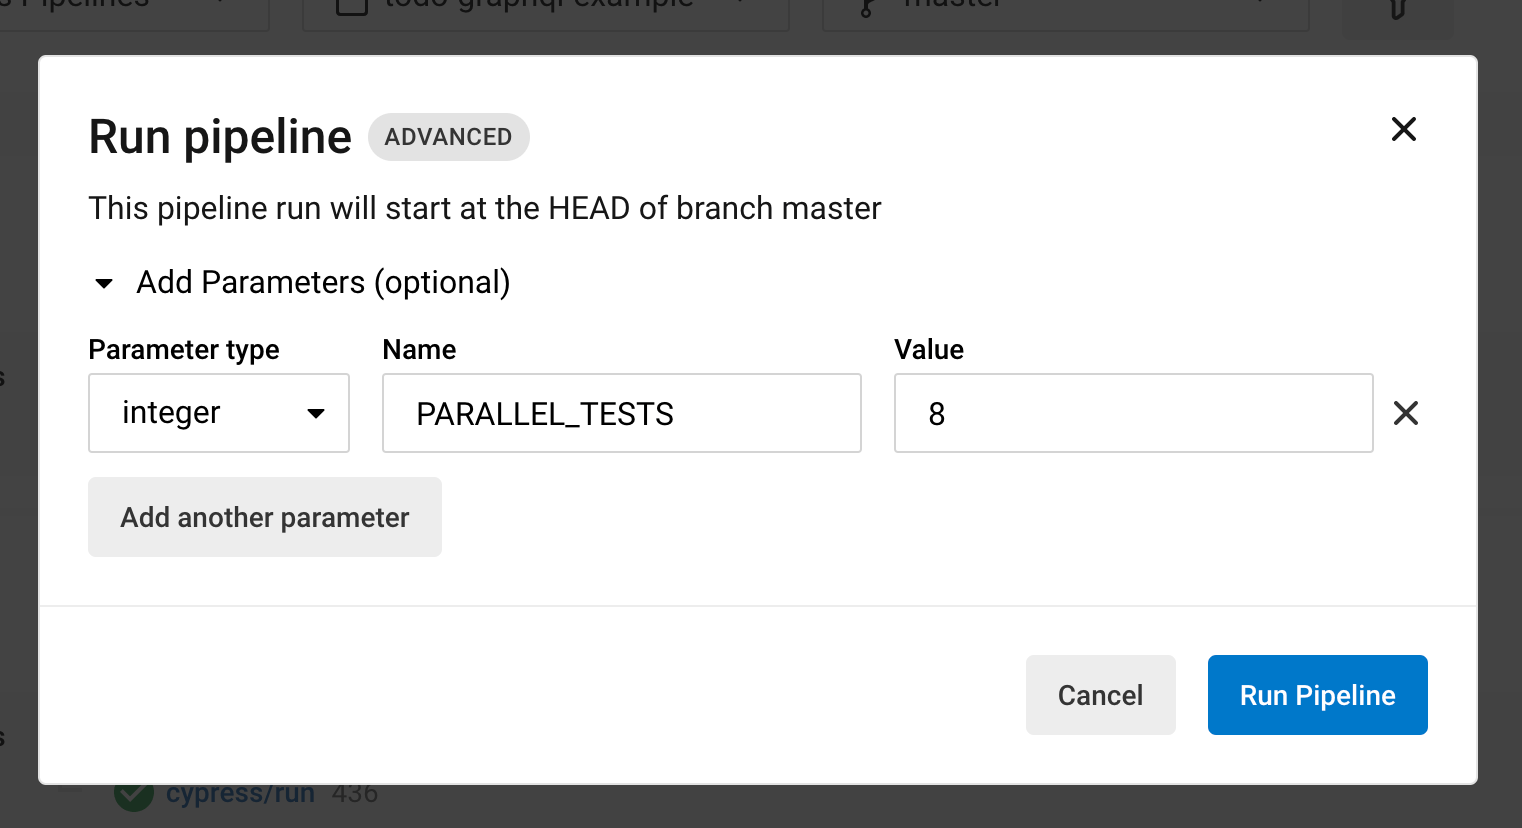 Pipelines
todo-graphql-example
master
Run pipeline ADVANCED
This pipeline run will start at the HEAD of branch master
Add Parameters (optional)
Parameter type Name Value
integer PARALLEL_TESTS 8
Add another parameter
Cancel Run Pipeline
cypress/run 436